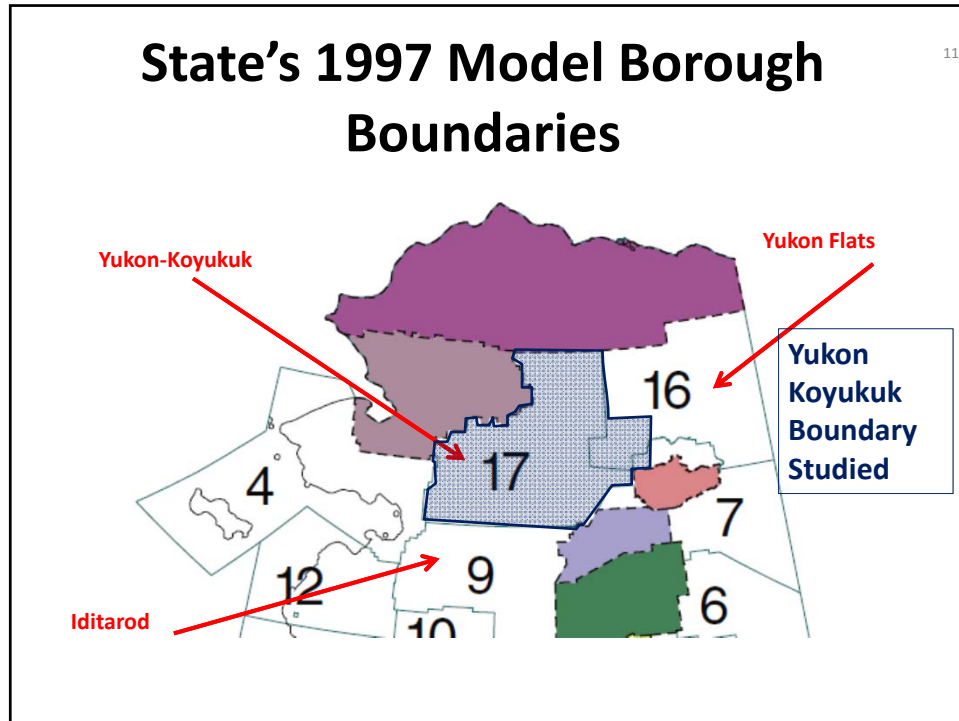 State's 1997 Model Borough
Boundaries
11
Yukon-Koyukuk
Yukon Flats
Yukon
Koyukuk
Boundary
Studied
16
17
4
7
9
12
6
10
Iditarod